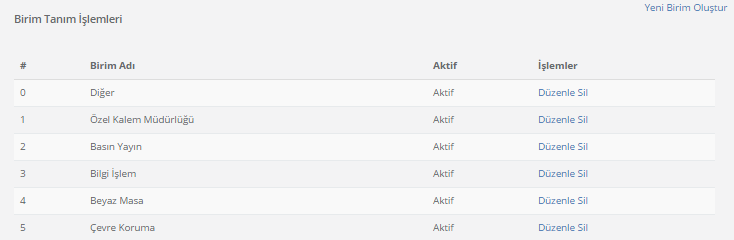 Yeni Birim Oluştur
Birim Tanım İşlemleri
# Birim Adı Aktif İşlemler
0 Diğer Aktif Düzenle Sil
1 Özel Kalem Müdürlüğü Aktif Düzenle Sil
2 Basın Yayın Aktif Düzenle Sil
3 Bilgi İşlem Aktif Düzenle Sil
4 Beyaz Masa Aktif Düzenle Sil
5 Çevre Koruma Aktif Düzenle Sil